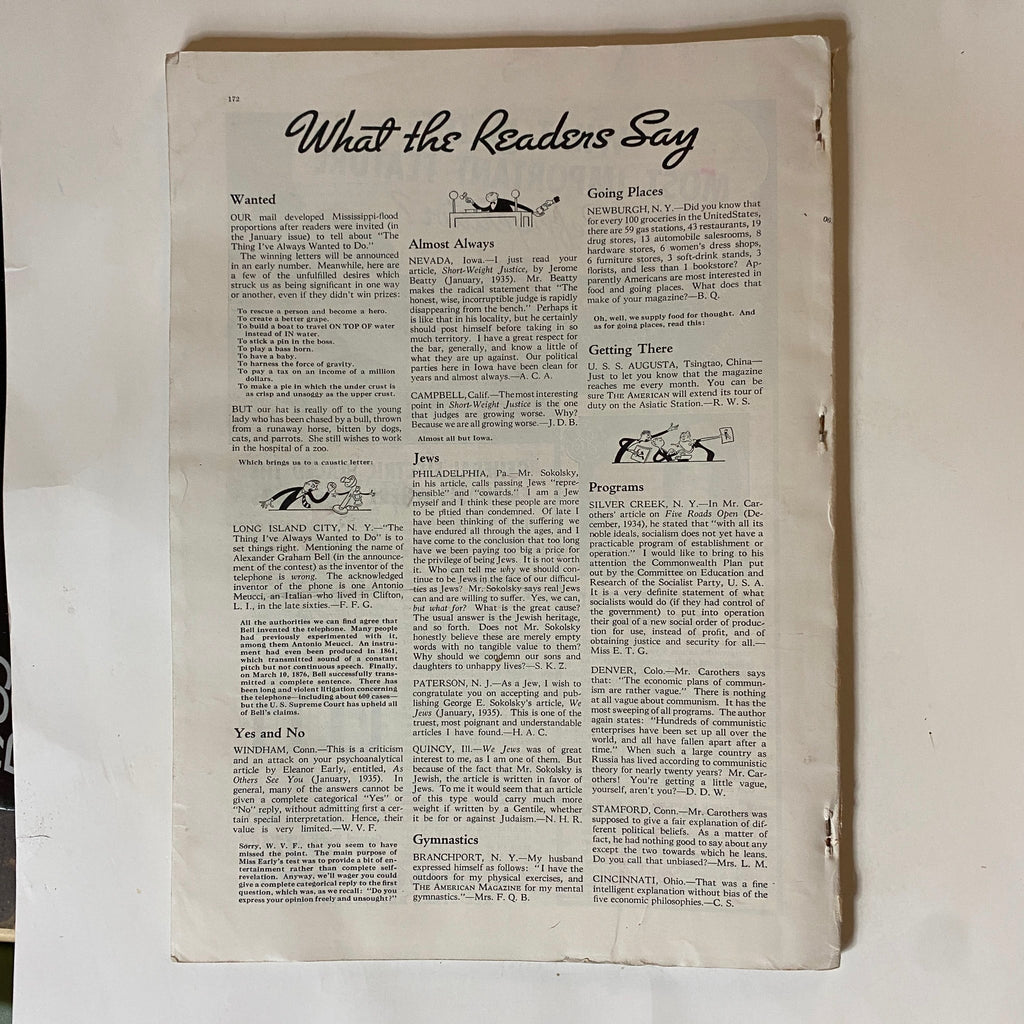 172
What the Readers Say
Wanted
OUR mail developed Mississippi-flood
proportions after readers were invited (in
the January issue) to tell about "The
Thing I've Always Wanted to Do."
The winning letters will be announced
in an early number. Meanwhile, here are
a few of the unfulfilled desires which
struck us as being significant in one way
or another, even if they didn't win prizes:
To rescue a person and become a hero.
To create a better grape.
To build a boat to travel ON TOP OF water
instead of IN water.
To stick a pin in the boss.
To play a bass horn.
To have a baby.
To harness the force of gravity.
To pay a tax on an income of a million
dollars.
To make a pie in which the under crust is
as crisp and unsoggy as the upper crust.
BUT our hat is really off to the young
lady who has been chased by a bull, thrown
from a runaway horse, bitten by dogs,
cats, and parrots. She still wishes to work
in the hospital of a zoo.
Which brings us to a caustic letter:
LONG ISLAND CITY, N. Y.—"The
Thing I've Always Wanted to Do" is to
set things right. Mentioning the name of
Alexander Graham Bell (in the announce-
ment of the contest) as the inventor of the
telephone is wrong. The acknowledged
inventor of the phone is one Antonio
Meucci, an Italian who lived in Clifton,
L. I., in the late sixties.—F. F. G.
All the authorities we can find agree that
Bell invented the telephone. Many people
had previously experimented with it,
among them Antonio Meucci. An instru-
ment had even been produced in 1861,
which transmitted sound of a constant
pitch but not continuous speech. Finally,
on March 10, 1876, Bell successfully trans-
mitted a complete sentence. There has
been long and violent litigation concerning
the telephone—including about 600 cases—
but the U. S. Supreme Court has upheld all
of Bell's claims.
Yes and No
WINDHAM, Conn.—This is a criticism
and an attack on your psychoanalytical
article by Eleanor Early, entitled, As
Others See You (January, 1935). In
general, many of the answers cannot be
given a complete categorical "Yes" or
"No" reply, without admitting first a cer-
tain special interpretation. Hence, their
value is very limited.—W. V. F.
Sorry, W. V. F., that you seem to have
missed the point. The main purpose of
Miss Early's test was to provide a bit of en-
tertainment rather than complete self-
revelation. Anyway, we'll wager you could
give a complete categorical reply to the first
question, which was, as we recall: "Do you
express your opinion freely and unsought?"
Almost Always
NEVADA, Iowa.—I just read your
article, Short-Weight Justice, by Jerome
Beatty (January, 1935). Mr. Beatty
makes the radical statement that "The
honest, wise, incorruptible judge is rapidly
disappearing from the bench." Perhaps it
is like that in his locality, but he certainly
should post himself before taking in so
much territory. I have a great respect for
the bar, generally, and know a little of
what they are up against. Our political
parties here in Iowa have been clean for
years and almost always.—A. C. A.
CAMPBELL, Calif.—The most interesting
point in Short-Weight Justice is the one
that judges are growing worse. Why?
Because we are all growing worse.—J. D. B.
Almost all but Iowa.
Jews
PHILADELPHIA, Pa.—Mr. Sokolsky,
in his article, calls passing Jews "repre-
hensible" and "cowards." I am a Jew
myself and I think these people are more
to be pitied than condemned. Of late I
have been thinking of the suffering we
have endured all through the ages, and I
have come to the conclusion that too long
have we been paying too big a price for
the privilege of being Jews. It is not worth
it. Who can tell me why we should con-
tinue to be Jews in the face of our difficul-
ties as Jews? Mr. Sokolsky says real Jews
can and are willing to suffer. Yes, we can,
but what for? What is the great cause?
The usual answer is the Jewish heritage,
and so forth. Does not Mr. Sokolsky
honestly believe these are merely empty
words with no tangible value to them?
Why should we condemn our sons and
daughters to unhappy lives?—S. K. Z.
PATERSON, N. J.—As a Jew, I wish to
congratulate you on accepting and pub-
lishing George E. Sokolsky's article, We
Jews (January, 1935). This is one of the
truest, most poignant and understandable
articles I have found.—H. A. C.
QUINCY, Ill.—We Jews was of great
interest to me, as I am one of them. But
because of the fact that Mr. Sokolsky is
Jewish, the article is written in favor of
Jews. To me it would seem that an article
of this type would carry much more
weight if written by a Gentile, whether
it be for or against Judaism.—N. H. R.
Gymnastics
BRANCHPORT, N. Y.—My husband
expressed himself as follows: "I have the
outdoors for my physical exercises, and
THE AMERICAN MAGAZINE for my mental
gymnastics."—Mrs. F. Q. B.
Going Places
NEWBURGH, N. Y.—Did you know that
for every 100 groceries in the United States,
there are 59 gas stations, 43 restaurants, 19
drug stores, 13 automobile salesrooms, 8
hardware stores, 6 women's dress shops,
6 furniture stores, 3 soft-drink stands, 3
florists, and less than 1 bookstore? Ap-
parently Americans are most interested in
food and going places. What does that
make of your magazine?—B. Q.
Oh, well, we supply food for thought. And
as for going places, read this:
Getting There
U. S. S. AUGUSTA, Tsingtao, China—
Just to let you know that the magazine
reaches me every month. You can be
sure THE AMERICAN will extend its tour of
duty on the Asiatic Station.—R. W. S.
Programs
SILVER CREEK, N. Y.—In Mr. Car-
others' article on Five Roads Open (De-
cember, 1934), he stated that "with all its
noble ideals, socialism does not yet have a
practicable program of establishment or
operation." I would like to bring to his
attention the Commonwealth Plan put
out by the Committee on Education and
Research of the Socialist Party, U. S. A.
It is a very definite statement of what
socialists would do (if they had control of
the government) to put into operation
their goal of a new social order of produc-
tion for use, instead of profit, and of
obtaining justice and security for all.—
Miss E. T. G.
DENVER, Colo.—Mr. Carothers says
that: "The economic plans of commun-
ism are rather vague." There is nothing
at all vague about communism. It has the
most sweeping of all programs. The author
again states: "Hundreds of communistic
enterprises have been set up all over the
world, and all have fallen apart after a
time." When such a large country as
Russia has lived according to communistic
theory for nearly twenty years? Mr. Car-
others! You're getting a little vague,
yourself, aren't you?—D. D. W.
STAMFORD, Conn.—Mr. Carothers was
supposed to give a fair explanation of dif-
ferent political beliefs. As a matter of
fact, he had nothing good to say about any
except the two towards which he leans.
Do you call that unbiased?—Mrs. L. M.
CINCINNATI, Ohio.—That was a fine
intelligent explanation without bias of the
five economic philosophies.—C. S.